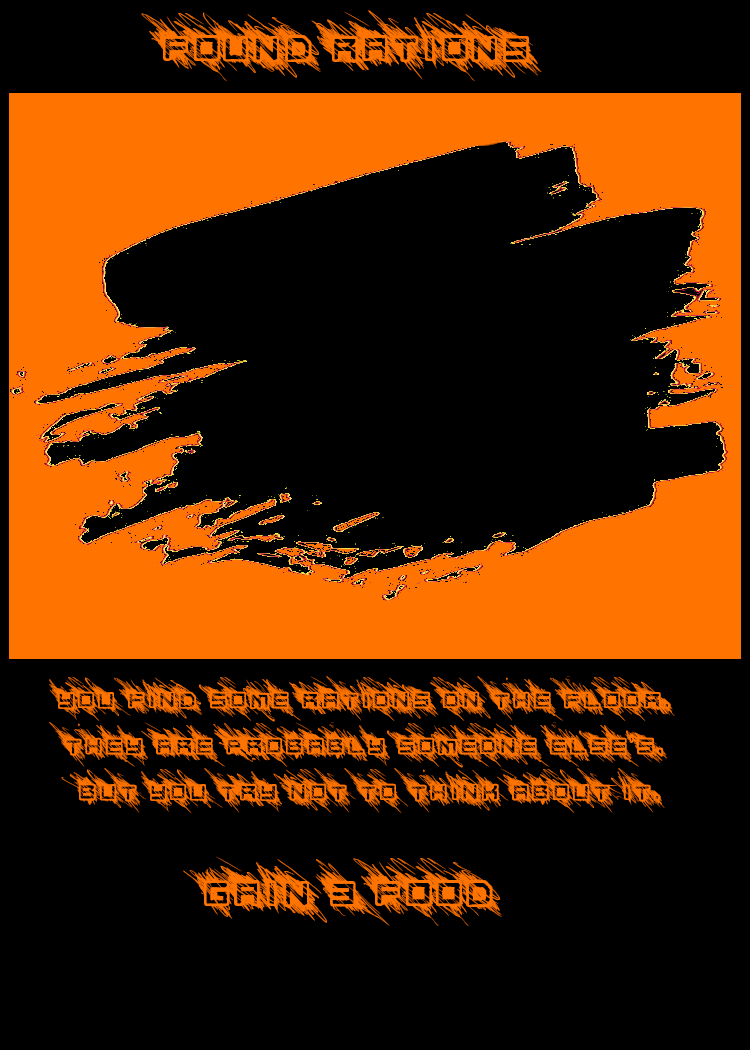 FOUND RATIONS
YOU FIND SOME RATIONS ON THE FLOOR.
THEY ARE PROBABLY SOMEONE ELSE'S.
BUT YOU TRY NOT TO THINK ABOUT IT.
GAIN 3 FOOD